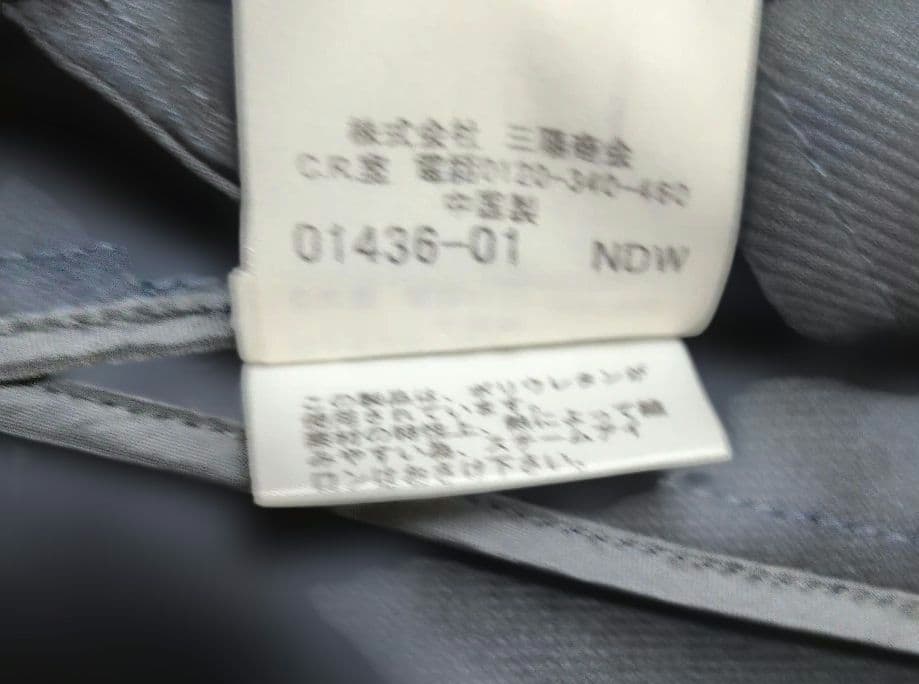 株式会社 三陽商会
C.R.室 電話0120-340-460
中国製
01436-01 NDW
この製品は、ポリウレタンが
使用されています。
素材の特性上、熱によって縮
みやすい為、スチームアイ
ロンはおさけ下さい。